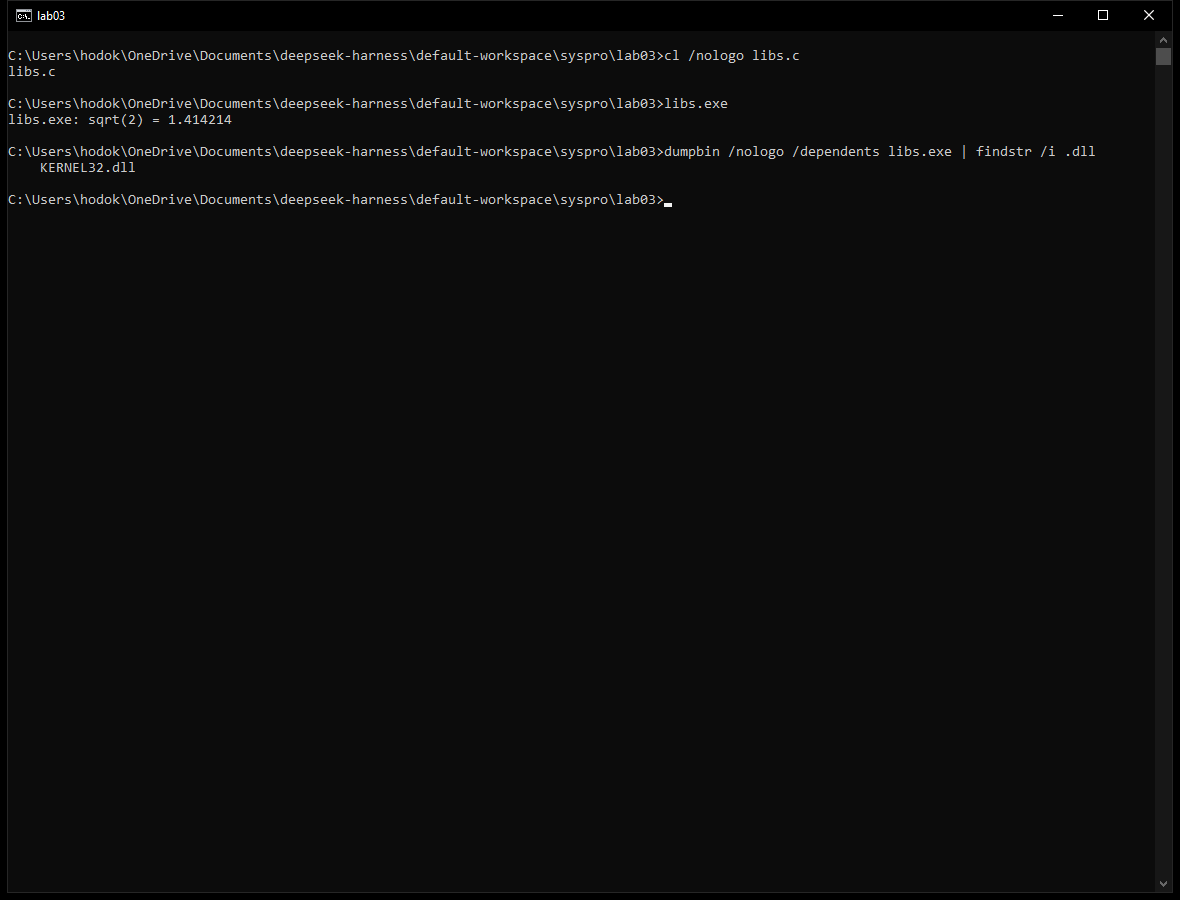 lab03
C:\Users\hodok\OneDrive\Documents\deepseek-harness\default-workspace\syspro\lab03>cl /nologo libs.c
libs.c
C:\Users\hodok\OneDrive\Documents\deepseek-harness\default-workspace\syspro\lab03>libs.exe
libs.exe: sqrt(2) = 1.414214
C:\Users\hodok\OneDrive\Documents\deepseek-harness\default-workspace\syspro\lab03>dumpbin /nologo /dependents libs.exe | findstr /i .dll
    KERNEL32.dll
C:\Users\hodok\OneDrive\Documents\deepseek-harness\default-workspace\syspro\lab03>